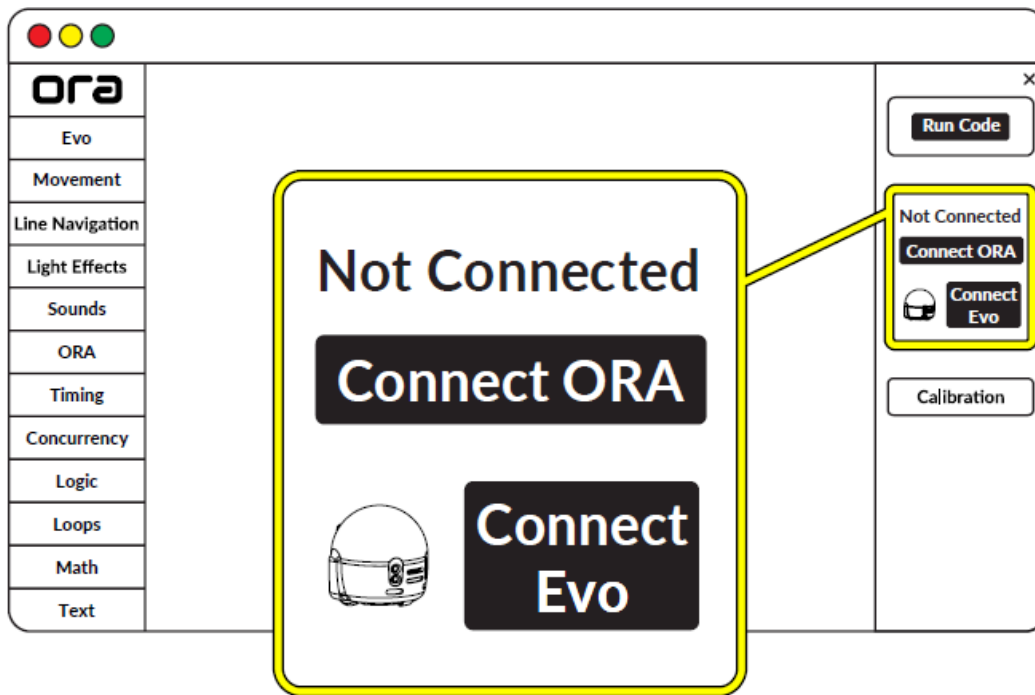 ora
Evo
Movement
Line Navigation
Light Effects
Sounds
ORA
Timing
Concurrency
Logic
Loops
Math
Text
Not Connected
Connect ORA
Connect
Evo
×
Run Code
Not Connected
Connect ORA
Connect
Evo
Calibration